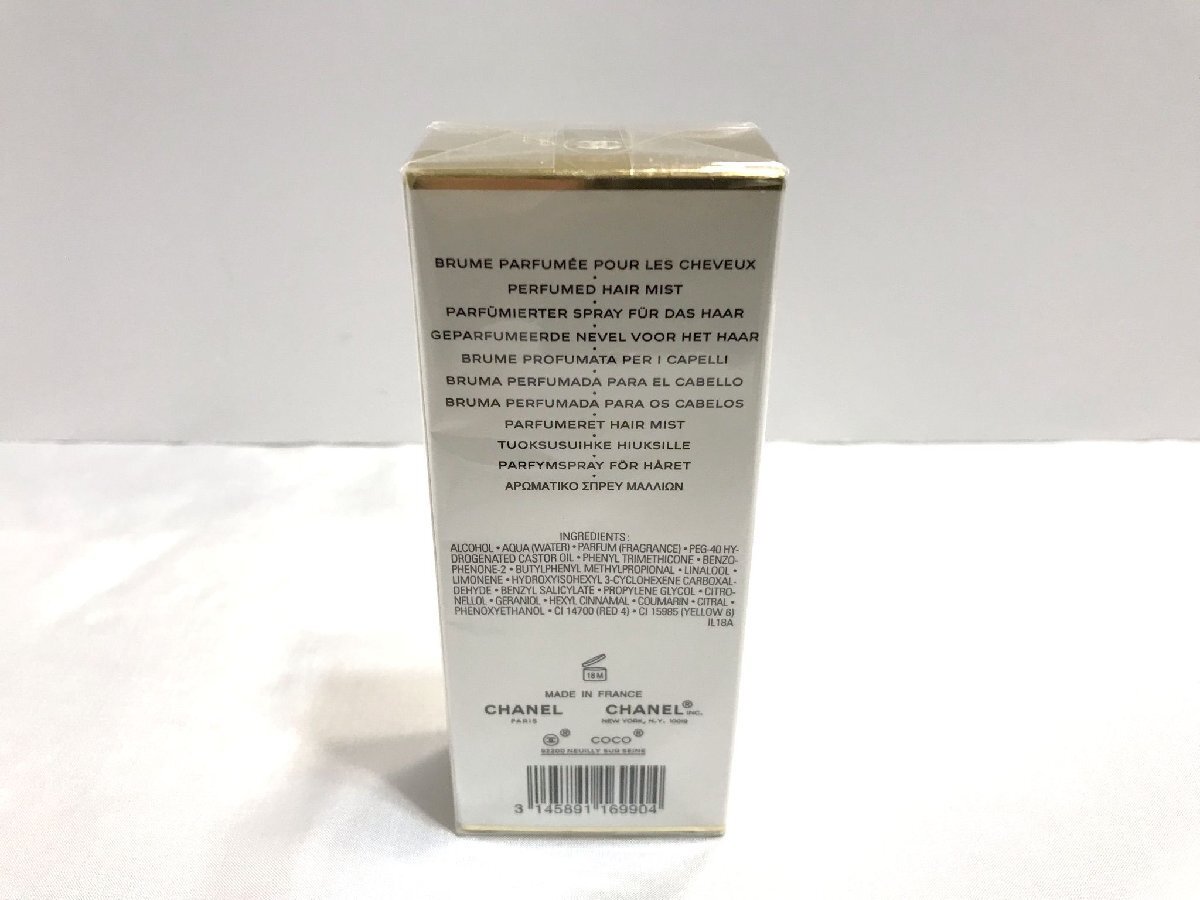 BRUME PARFUMÉE POUR LES CHEVEUX
PERFUMED HAIR MIST
PARFÜMIERTER SPRAY FÜR DAS HAAR
GEPARFUMEERDE NEVEL VOOR HET HAAR
BRUME PROFUMATA PER I CAPELLI
BRUMA PERFUMADA PARA EL CABELLO
BRUMA PERFUMADA PARA OS CABELOS
PARFUMERET HAIR MIST
TUOKSUSUIHKE HIUKSILLE
PARFYMSPRAY FÖR HÅRET
ΑΡΩΜΑΤΙΚΟ ΣΠΡΕΥ ΜΑΛΛΙΩΝ
INGREDIENTS:
ALCOHOL • AQUA (WATER) • PARFUM (FRAGRANCE) • PEG-40 HY-
DROGENATED CASTOR OIL • PHENYL TRIMETHICONE • BENZO-
PHENONE-2 • BUTYLPHENYL METHYLPROPIONAL • LINALOOL •
LIMONENE • HYDROXYISOHEXYL 3-CYCLOHEXENE CARBOXAL-
DEHYDE • BENZYL SALICYLATE • PROPYLENE GLYCOL • CITRO-
NELLOL • GERANIOL • HEXYL CINNAMAL • COUMARIN • CITRAL •
PHENOXYETHANOL • CI 14700 (RED 4) • CI 15985 (YELLOW 6)
IL18A
18M
MADE IN FRANCE
CHANEL CHANEL® INC.
PARIS NEW YORK, N.Y. 10019
® COCO®
92200 NEUILLY SUR SEINE
3 145891 169904